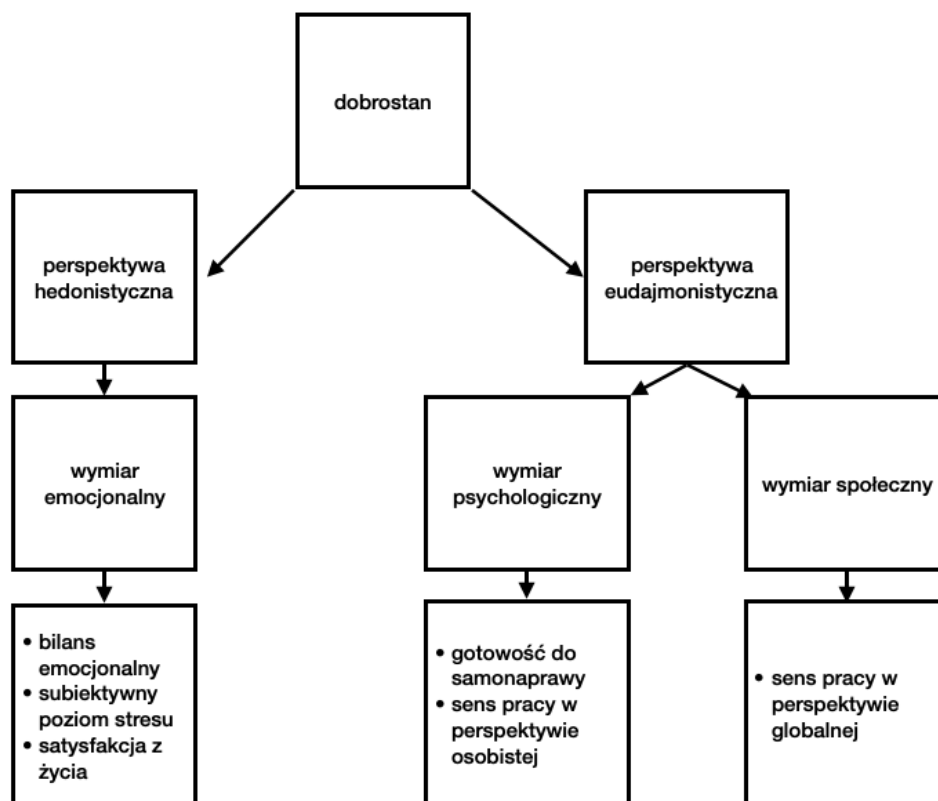 dobrostan
perspektywa
hedonistyczna
perspektywa
eudajmonistyczna
wymiar
emocjonalny
wymiar
psychologiczny
wymiar społeczny
• bilans
emocjonalny
• subiektywny
poziom stresu
• satysfakcja z
życia
• gotowość do
samonaprawy
• sens pracy w
perspektywie
osobistej
• sens pracy w
perspektywie
globalnej